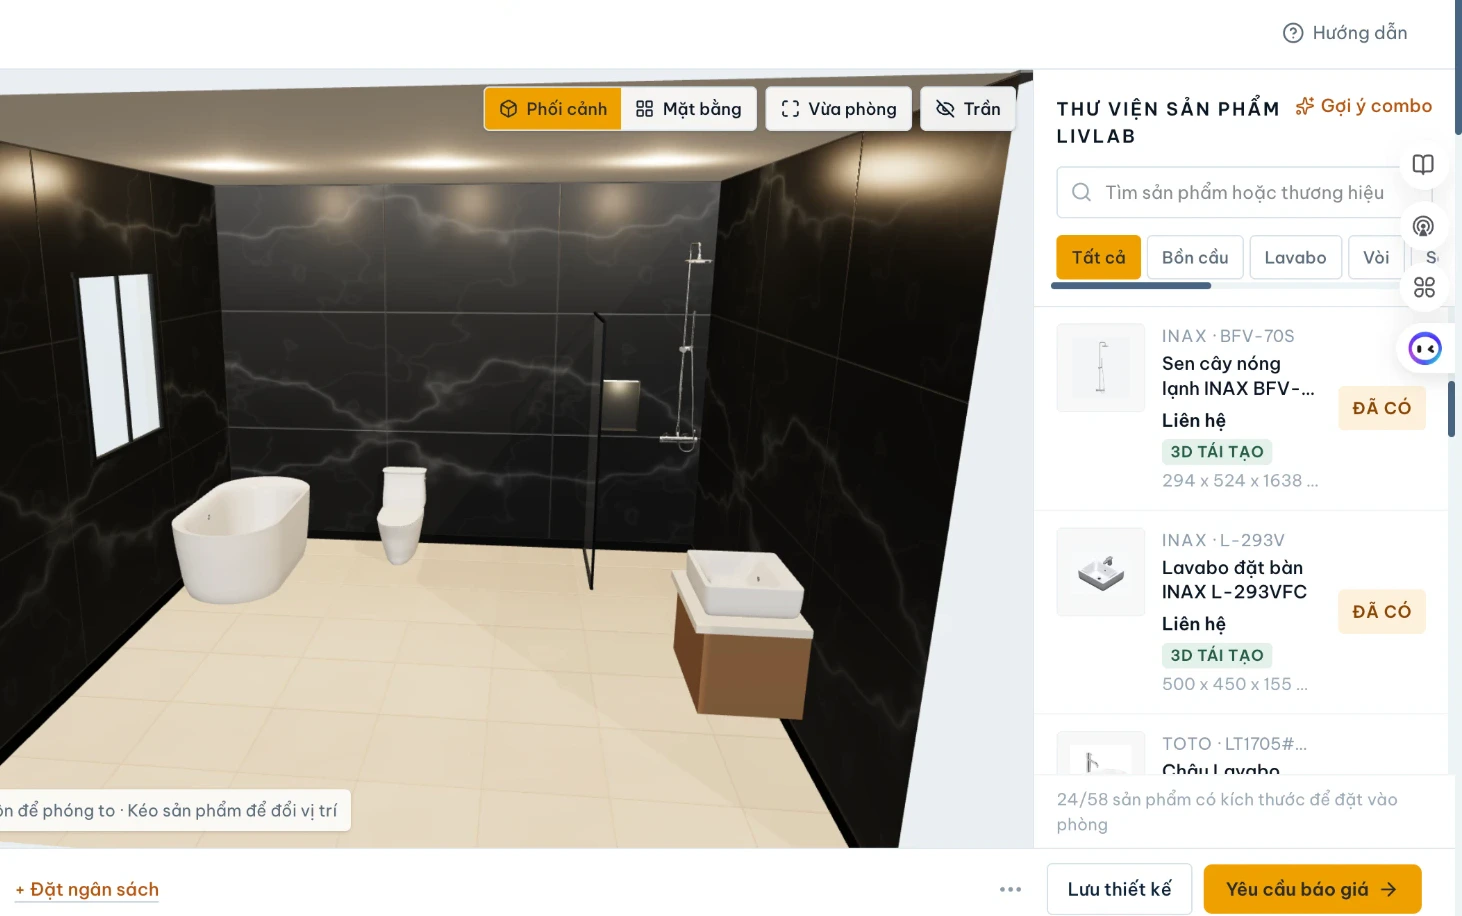 Hướng dẫn
Phối cảnh
Mặt bằng
Vừa phòng
Trần
THƯ VIỆN SẢN PHẨM
LIVLAB
Gợi ý combo
Tìm sản phẩm hoặc thương hiệu
Tất cả
Bồn cầu
Lavabo
Vòi
INAX · BFV-70S
Sen cây nóng
lạnh INAX BFV-...
Liên hệ
3D TÁI TẠO
294 x 524 x 1638 ...
ĐÃ CÓ
INAX · L-293V
Lavabo đặt bàn
INAX L-293VFC
Liên hệ
3D TÁI TẠO
500 x 450 x 155 ...
ĐÃ CÓ
TOTO · LT1705#...
Chậu Lavabo
24/58 sản phẩm có kích thước để đặt vào
phòng
để phóng to · Kéo sản phẩm để đổi vị trí
+ Đặt ngân sách
Lưu thiết kế
Yêu cầu báo giá →